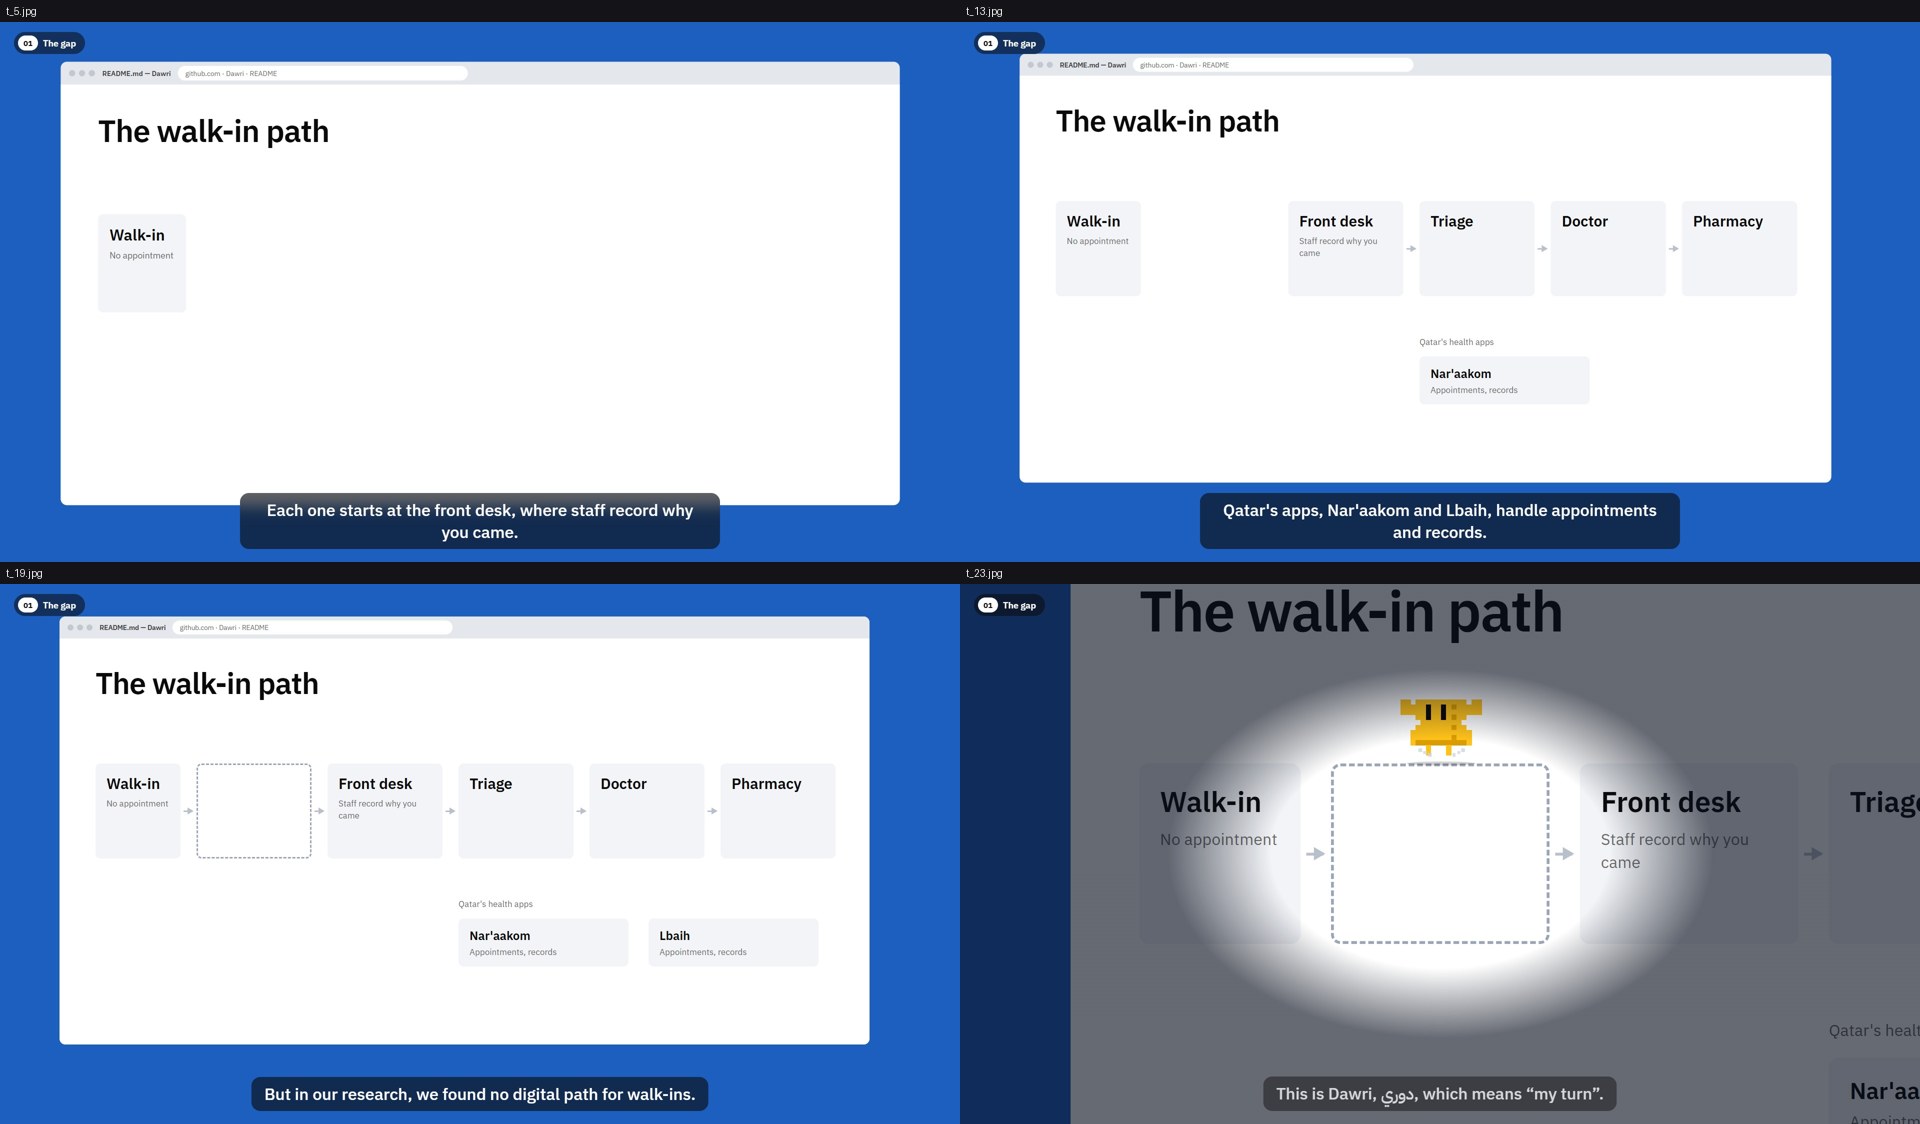 t_5.jpg
01 The gap
README.md — Dawri github.com - Dawri - README
The walk-in path
Walk-in
No appointment
Each one starts at the front desk, where staff record why
you came.
t_13.jpg
01 The gap
README.md — Dawri github.com - Dawri - README
The walk-in path
Walk-in
No appointment
Front desk
Staff record why you
came
Triage
Doctor
Pharmacy
Qatar's health apps
Nar'aakom
Appointments, records
Qatar's apps, Nar'aakom and Lbaih, handle appointments
and records.
t_19.jpg
01 The gap
README.md — Dawri github.com - Dawri - README
The walk-in path
Walk-in
No appointment
Front desk
Staff record why you
came
Triage
Doctor
Pharmacy
Qatar's health apps
Nar'aakom
Appointments, records
Lbaih
Appointments, records
But in our research, we found no digital path for walk-ins.
t_23.jpg
01 The gap
The walk-in path
Walk-in
No appointment
Front desk
Staff record why you
came
Triage
Qatar's healt
Nar'aa
Appointm
This is Dawri, دوري, which means “my turn”.